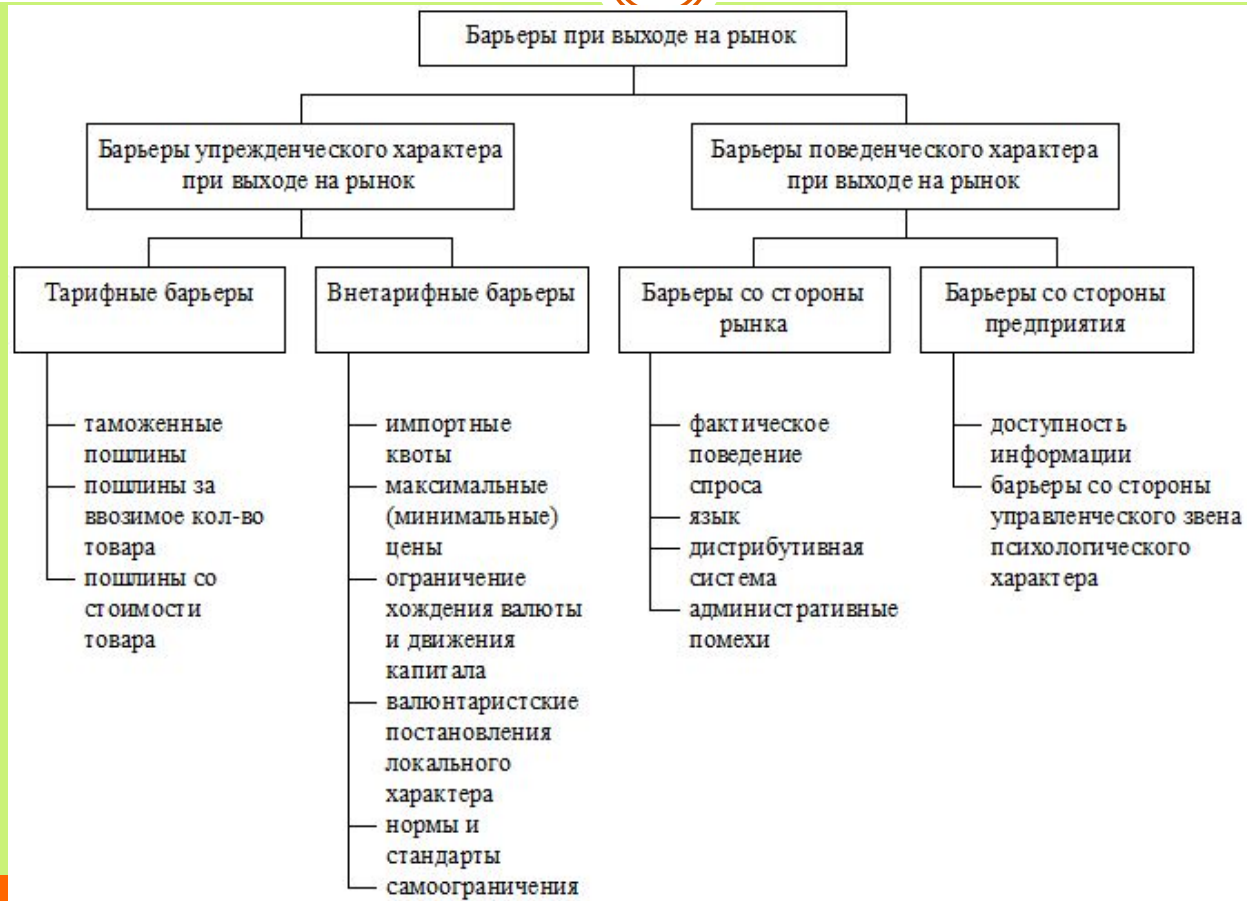 Барьеры при выходе на рынок
Барьеры упрежденческого характера
при выходе на рынок
Барьеры поведенческого характера
при выходе на рынок
Тарифные барьеры
Внетарифные барьеры
Барьеры со стороны
рынка
Барьеры со стороны
предприятия
таможенные
пошлины
пошлины за
ввозимое кол-во
товара
пошлины со
стоимости
товара
импортные
квоты
максимальные
(минимальные)
цены
ограничение
хождения валюты
и движения
капитала
валюнтаристские
постановления
локального
характера
нормы и
стандарты
самоограничения
фактическое
поведение
спроса
язык
дистрибутивная
система
административные
помехи
доступность
информации
барьеры со стороны
управленческого звена
психологического
характера